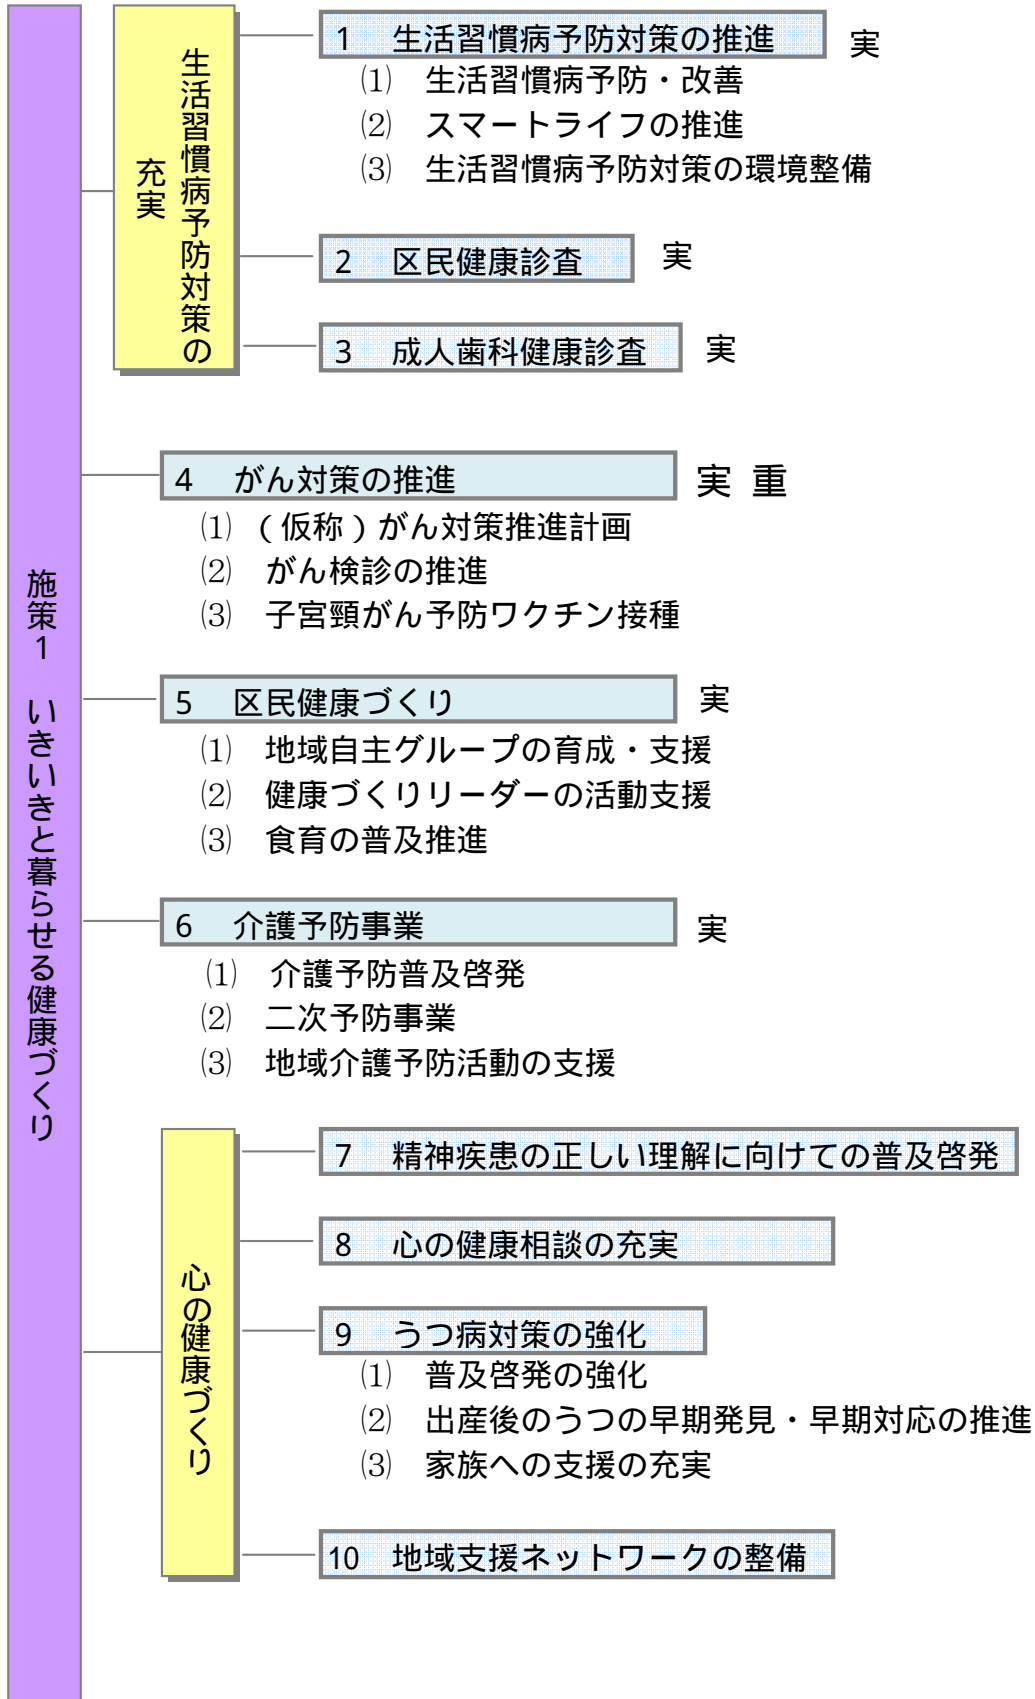 施策1　いきいきと暮らせる健康づくり
生活習慣病予防対策の
充実
1　生活習慣病予防対策の推進　実
⑴　生活習慣病予防・改善
⑵　スマートライフの推進
⑶　生活習慣病予防対策の環境整備
2　区民健康診査　実
3　成人歯科健康診査　実
4　がん対策の推進　実 重
⑴　（仮称）がん対策推進計画
⑵　がん検診の推進
⑶　子宮頸がん予防ワクチン接種
5　区民健康づくり　実
⑴　地域自主グループの育成・支援
⑵　健康づくりリーダーの活動支援
⑶　食育の普及推進
6　介護予防事業　実
⑴　介護予防普及啓発
⑵　二次予防事業
⑶　地域介護予防活動の支援
心の健康づくり
7　精神疾患の正しい理解に向けての普及啓発
8　心の健康相談の充実
9　うつ病対策の強化
⑴　普及啓発の強化
⑵　出産後のうつの早期発見・早期対応の推進
⑶　家族への支援の充実
10　地域支援ネットワークの整備